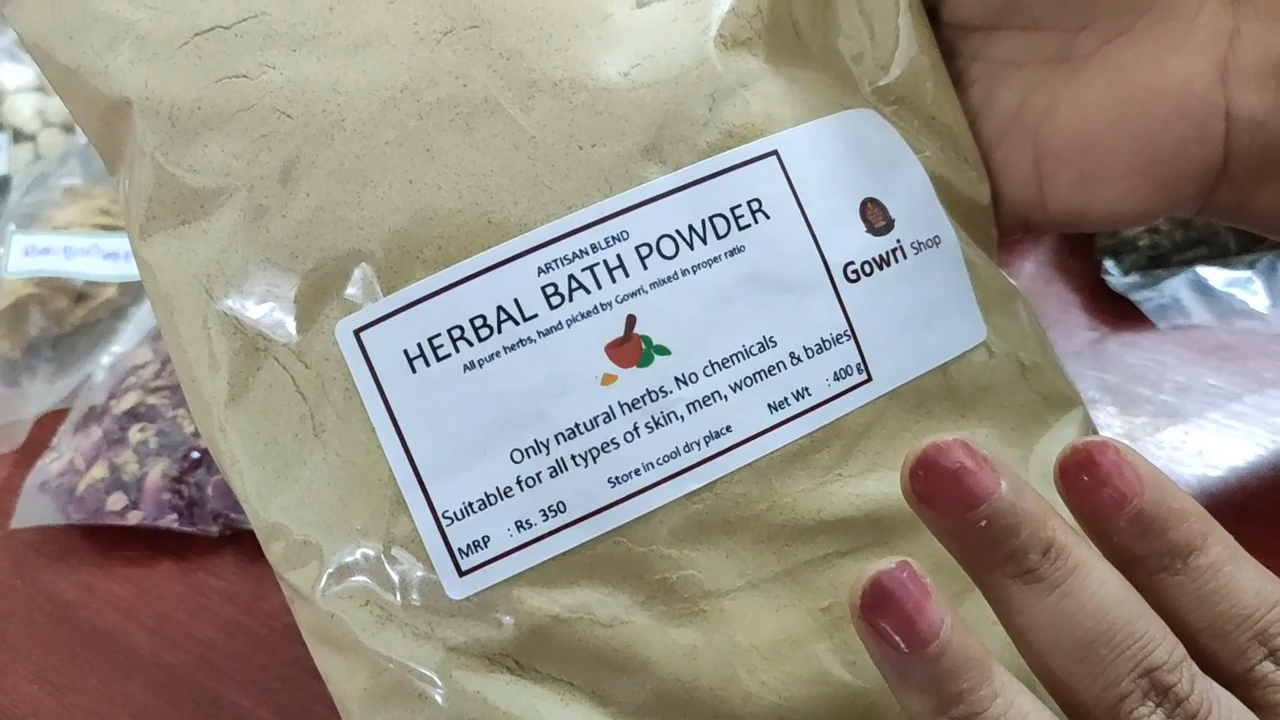 ARTISAN BLEND
HERBAL BATH POWDER
All pure herbs, hand picked by Gowri, mixed in proper ratio
Only natural herbs. No chemicals
Suitable for all types of skin, men, women & babies
Store in cool dry place
MRP : Rs. 350
Net Wt : 400 g
Gowri Shop